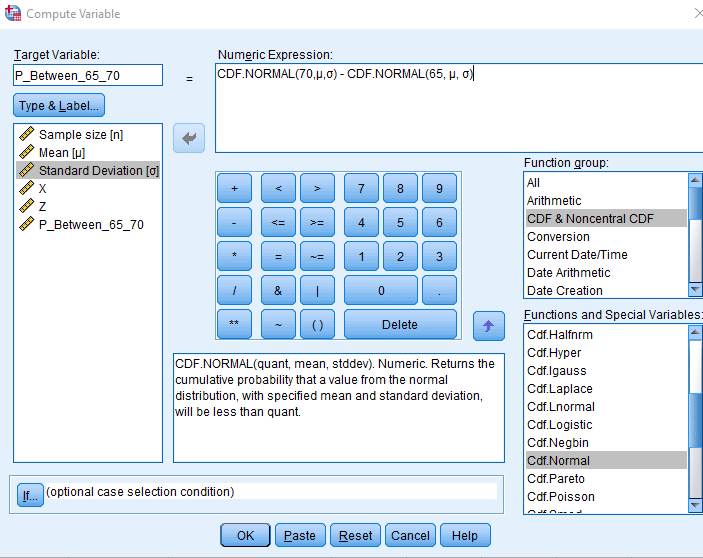 Compute Variable
Target Variable:
P_Between_65_70
=
Numeric Expression:
CDF.NORMAL(70,μ,σ) - CDF.NORMAL(65, μ, σ)
Type & Label...
Sample size [n]
Mean [μ]
Standard Deviation [σ]
X
Z
P_Between_65_70
+ < > 7 8 9
- <= >= 4 5 6
* = ~= 1 2 3
/ & | 0 .
** ~ ( ) Delete
CDF.NORMAL(quant, mean, stddev). Numeric. Returns the
cumulative probability that a value from the normal
distribution, with specified mean and standard deviation,
will be less than quant.
Function group:
All
Arithmetic
CDF & Noncentral CDF
Conversion
Current Date/Time
Date Arithmetic
Date Creation
Functions and Special Variables:
Cdf.Halfnrm
Cdf.Hyper
Cdf.Igauss
Cdf.Laplace
Cdf.Lnormal
Cdf.Logistic
Cdf.Negbin
Cdf.Normal
Cdf.Pareto
Cdf.Poisson
Cdf.Smod
If...
(optional case selection condition)
OK Paste Reset Cancel Help